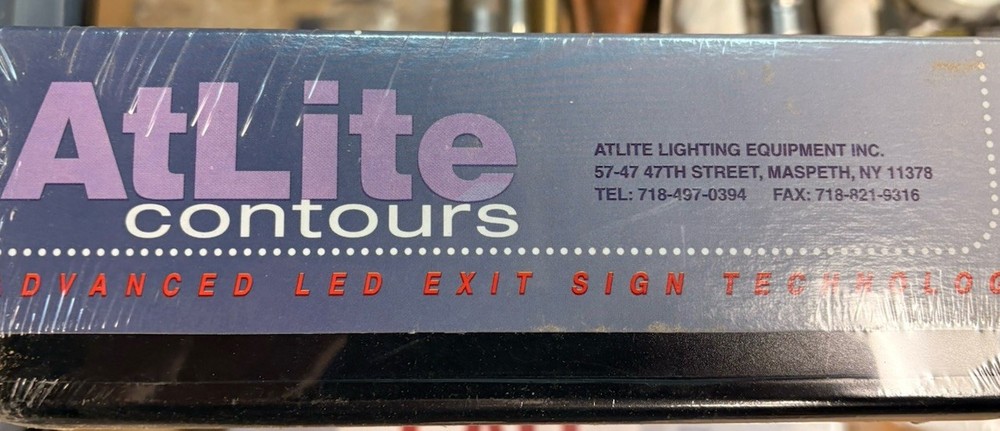 AtLite
contours
ATLITE LIGHTING EQUIPMENT INC.
57-47 47TH STREET, MASPETH, NY 11378
TEL: 718-497-0394 FAX: 718-821-9316
DVANCED LED EXIT SIGN TECHNOLOG